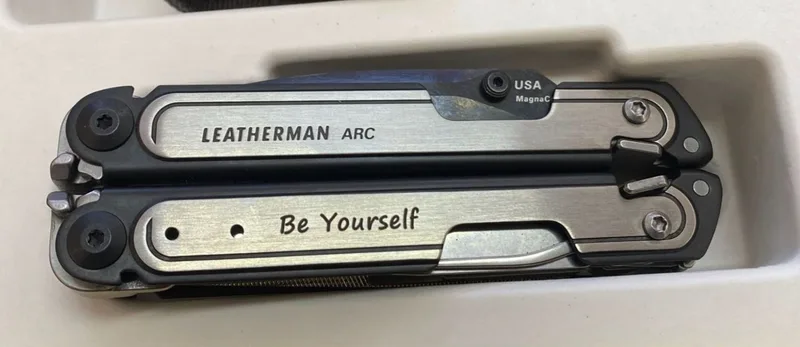 USA
MagnaC
LEATHERMAN ARC
Be Yourself